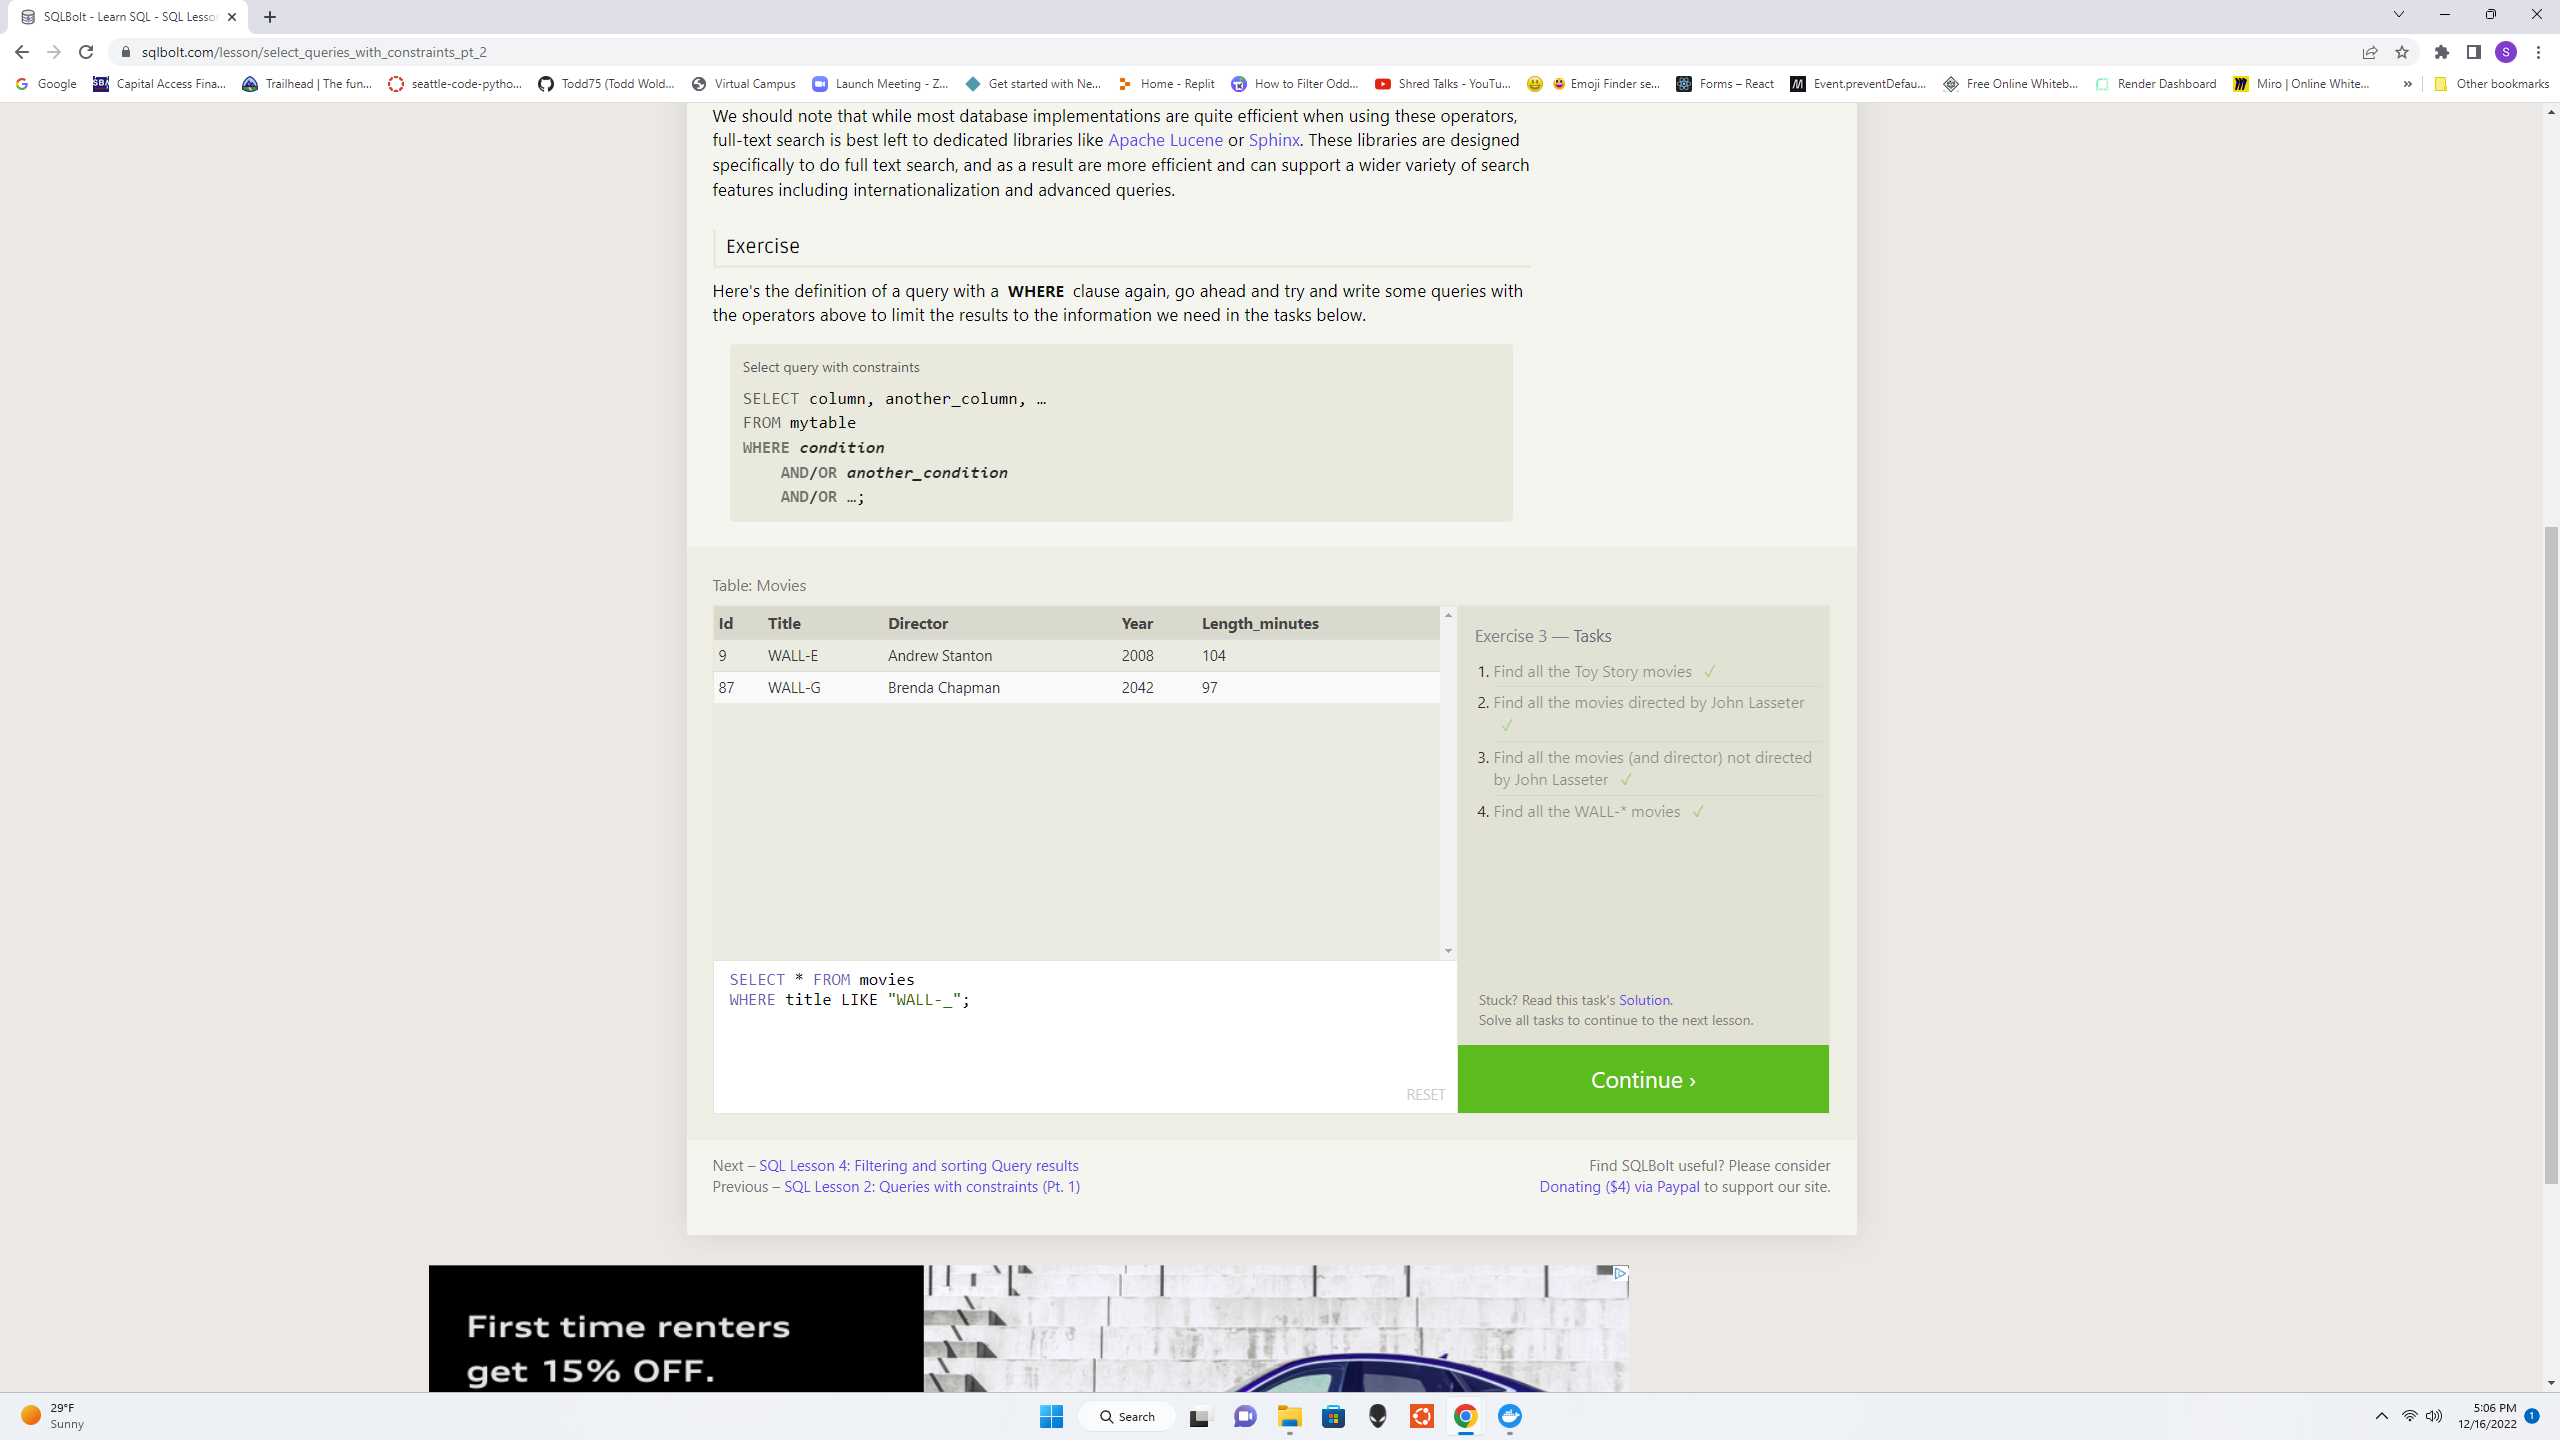 SQLBolt - Learn SQL - SQL Lesso
sqlbolt.com/lesson/select_queries_with_constraints_pt_2
S
Google
SBA
Capital Access Fina...
Trailhead | The fun...
seattle-code-pytho...
Todd75 (Todd Wold...
Virtual Campus
Launch Meeting - Z...
Get started with Ne...
Home - Replit
How to Filter Odd...
Shred Talks - YouTu...
Emoji Finder se...
Forms – React
Event.preventDefau...
Free Online Whiteb...
Render Dashboard
Miro | Online White...
»
Other bookmarks
We should note that while most database implementations are quite efficient when using these operators,
full-text search is best left to dedicated libraries like Apache Lucene or Sphinx. These libraries are designed
specifically to do full text search, and as a result are more efficient and can support a wider variety of search
features including internationalization and advanced queries.
Exercise
Here's the definition of a query with a WHERE clause again, go ahead and try and write some queries with
the operators above to limit the results to the information we need in the tasks below.
Select query with constraints
SELECT column, another_column, …
FROM mytable
WHERE condition
AND/OR another_condition
AND/OR …;
Table: Movies
Id Title Director Year Length_minutes
9 WALL-E Andrew Stanton 2008 104
87 WALL-G Brenda Chapman 2042 97
Exercise 3 — Tasks
1. Find all the Toy Story movies ✓
2. Find all the movies directed by John Lasseter
✓
3. Find all the movies (and director) not directed
by John Lasseter ✓
4. Find all the WALL-* movies ✓
SELECT * FROM movies
WHERE title LIKE "WALL-_";
RESET
Stuck? Read this task's Solution.
Solve all tasks to continue to the next lesson.
Continue ›
Next – SQL Lesson 4: Filtering and sorting Query results
Previous – SQL Lesson 2: Queries with constraints (Pt. 1)
Find SQLBolt useful? Please consider
Donating ($4) via Paypal to support our site.
First time renters
get 15% OFF.
29°F
Sunny
Search
5:06 PM
12/16/2022
1